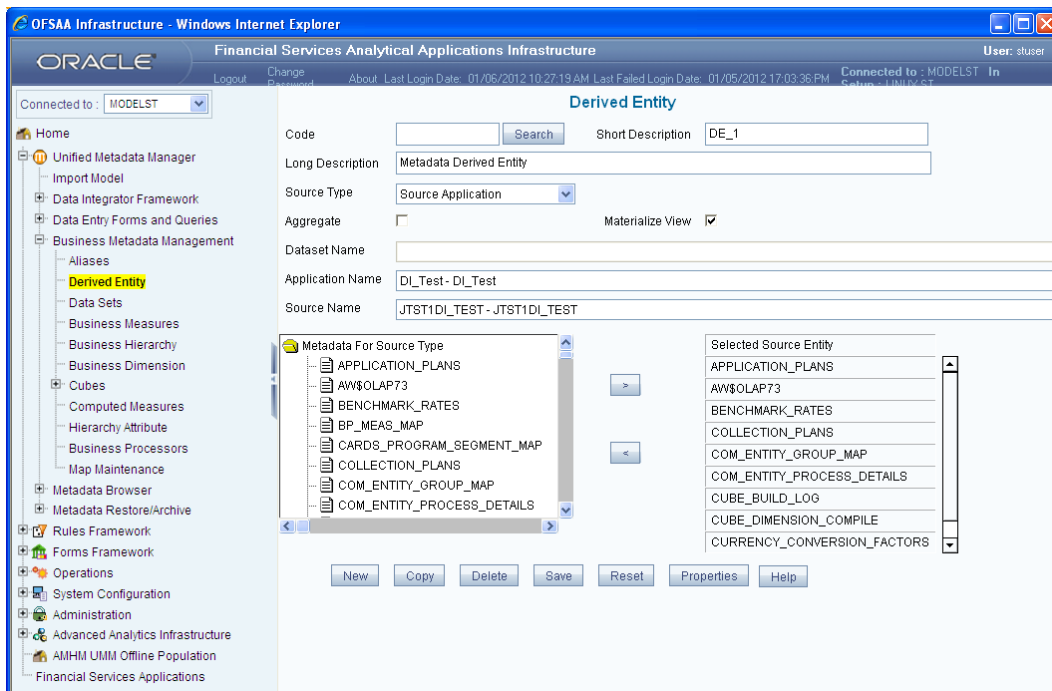 OFSAA Infrastructure - Windows Internet Explorer
ORACLE
Financial Services Analytical Applications Infrastructure
User: stuser
Logout
Change Password
About
Last Login Date: 01/06/2012 10:27:19 AM Last Failed Login Date: 01/05/2012 17:03:36:PM
Connected to : MODELST In
Setup : LINUX ST
Connected to : MODELST
Home
Unified Metadata Manager
Import Model
Data Integrator Framework
Data Entry Forms and Queries
Business Metadata Management
Aliases
Derived Entity
Data Sets
Business Measures
Business Hierarchy
Business Dimension
Cubes
Computed Measures
Hierarchy Attribute
Business Processors
Map Maintenance
Metadata Browser
Metadata Restore/Archive
Rules Framework
Forms Framework
Operations
System Configuration
Administration
Advanced Analytics Infrastructure
AMHM UMM Offline Population
Financial Services Applications
Derived Entity
Code Search Short Description DE_1
Long Description Metadata Derived Entity
Source Type Source Application
Aggregate Materialize View
Dataset Name
Application Name DI_Test - DI_Test
Source Name JTST1DI_TEST - JTST1DI_TEST
Metadata For Source Type
APPLICATION_PLANS
AW$OLAP73
BENCHMARK_RATES
BP_MEAS_MAP
CARDS_PROGRAM_SEGMENT_MAP
COLLECTION_PLANS
COM_ENTITY_GROUP_MAP
COM_ENTITY_PROCESS_DETAILS
>
<
Selected Source Entity
APPLICATION_PLANS
AW$OLAP73
BENCHMARK_RATES
COLLECTION_PLANS
COM_ENTITY_GROUP_MAP
COM_ENTITY_PROCESS_DETAILS
CUBE_BUILD_LOG
CUBE_DIMENSION_COMPILE
CURRENCY_CONVERSION_FACTORS
New Copy Delete Save Reset Properties Help